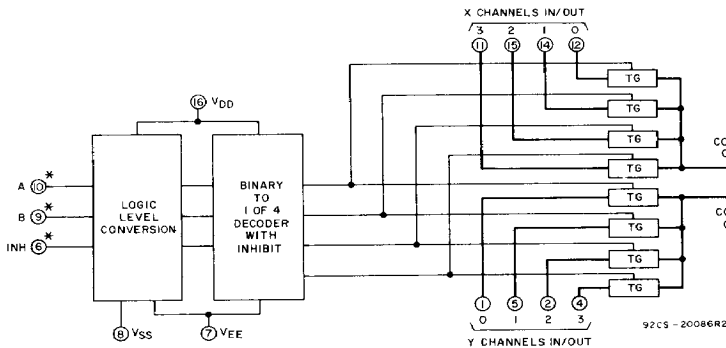 X CHANNELS IN/OUT
3 2 1 0
11 15 14 12
TG
TG
TG
TG
TG
TG
TG
TG
16 VDD
A 10 *
B 9 *
INH 6 *
LOGIC
LEVEL
CONVERSION
BINARY
TO
1 OF 4
DECODER
WITH
INHIBIT
8 VSS
7 VEE
1 5 2 4
0 1 2 3
Y CHANNELS IN/OUT
92CS-20086R2